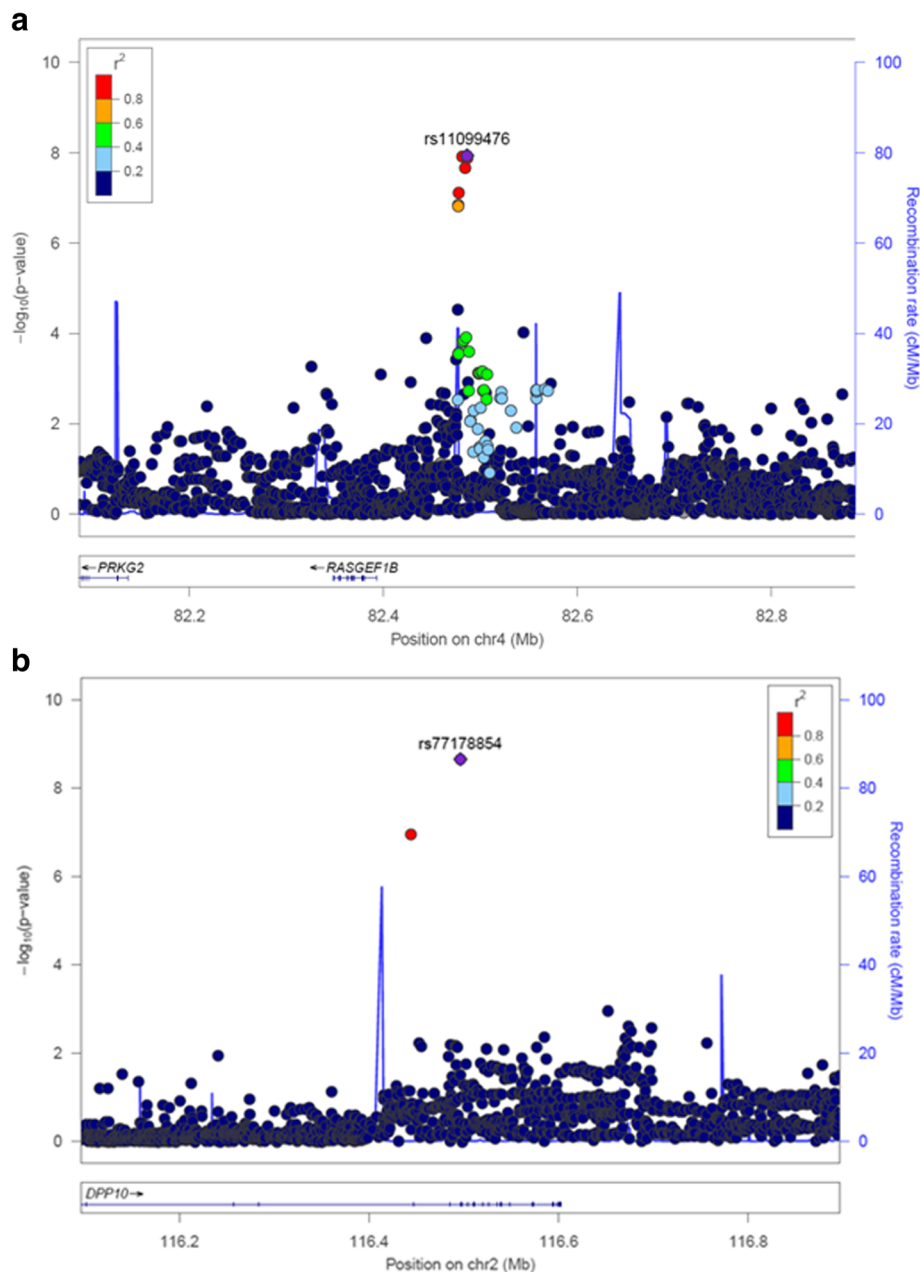 a
r²
0.8
0.6
0.4
0.2
rs11099476
10
8
6
4
2
0
−log₁₀(p−value)
100
80
60
40
20
0
Recombination rate (cM/Mb)
←PRKG2
←RASGEF1B
82.2
82.4
82.6
82.8
Position on chr4 (Mb)
b
r²
0.8
0.6
0.4
0.2
rs77178854
10
8
6
4
2
0
−log₁₀(p−value)
100
80
60
40
20
0
Recombination rate (cM/Mb)
DPP10→
116.2
116.4
116.6
116.8
Position on chr2 (Mb)